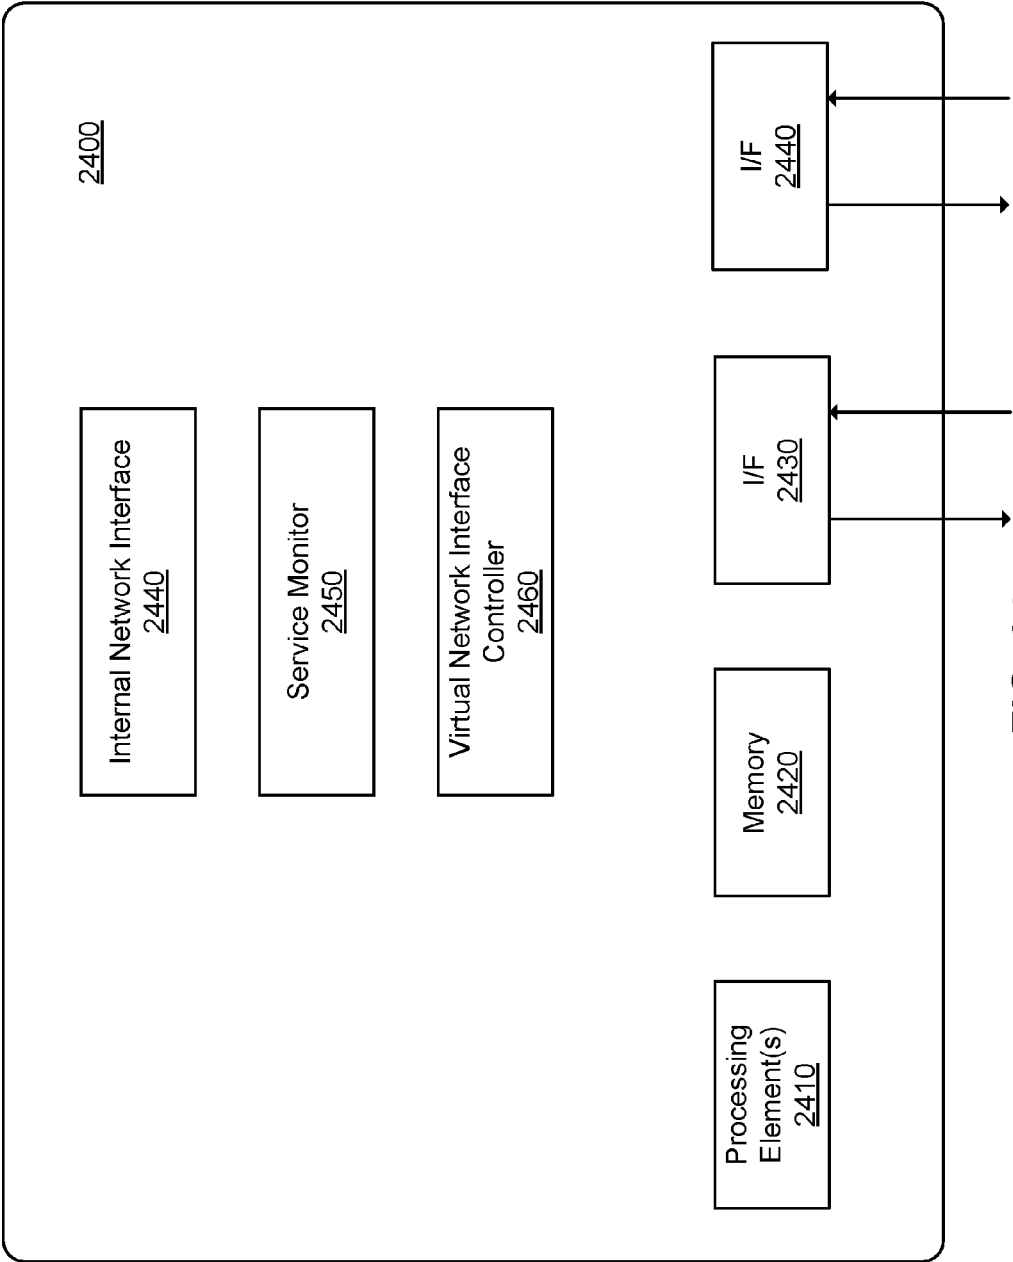 2400
Internal Network Interface
2440
Service Monitor
2450
Virtual Network Interface
Controller
2460
Processing
Element(s)
2410
Memory
2420
I/F
2430
I/F
2440